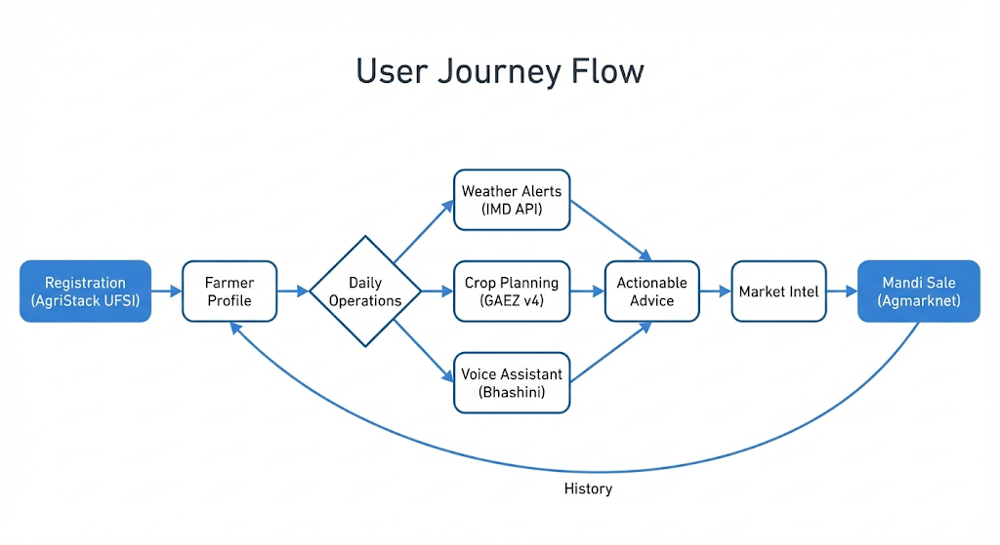 User Journey Flow
Weather Alerts
(IMD API)
Registration
(AgriStack UFSI)
Farmer
Profile
Daily
Operations
Crop Planning
(GAEZ v4)
Actionable
Advice
Market Intel
Mandi Sale
(Agmarknet)
Voice Assistant
(Bhashini)
History